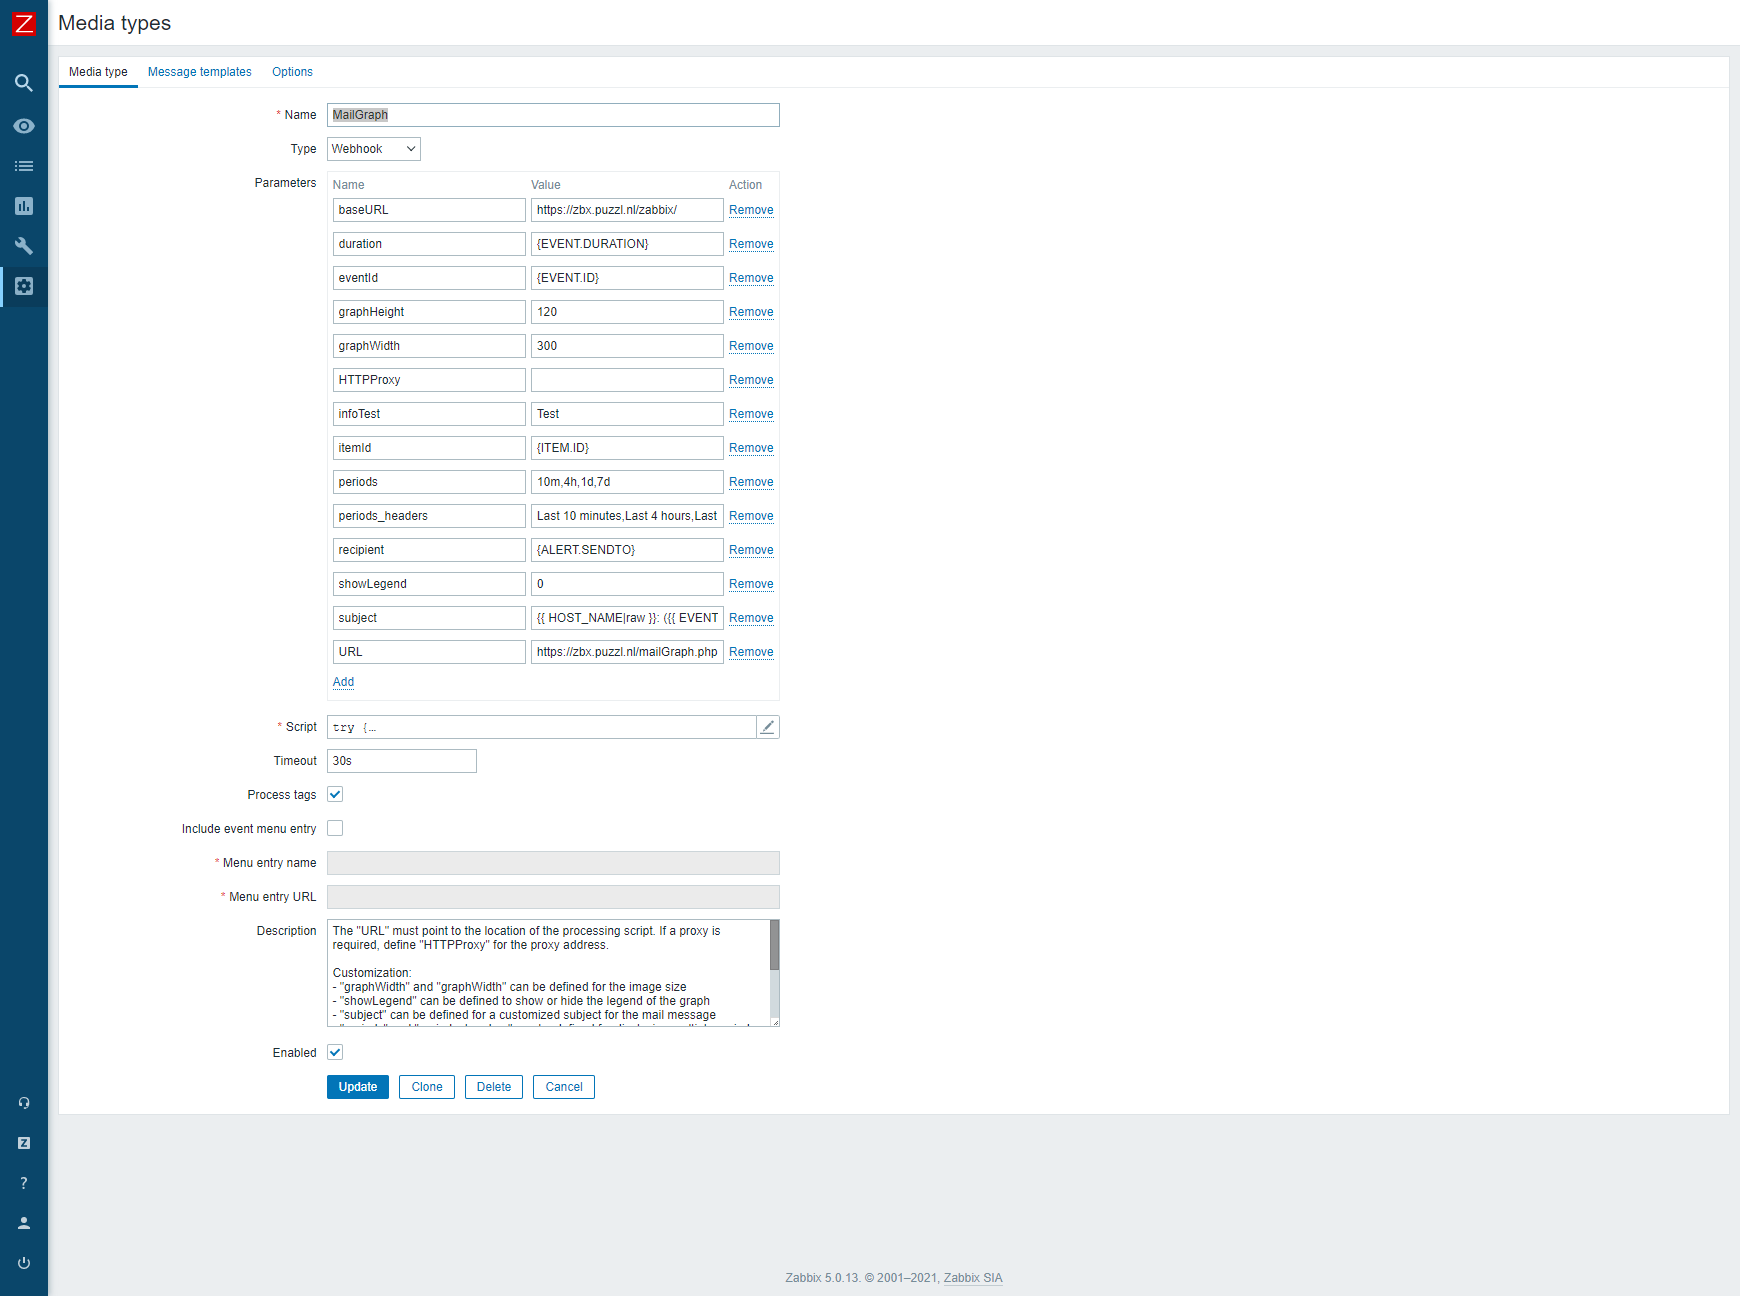 Z
Media types
Media type Message templates Options
* Name MailGraph
Type Webhook
Parameters Name Value Action
baseURL https://zbx.puzzl.nl/zabbix/ Remove
duration {EVENT.DURATION} Remove
eventId {EVENT.ID} Remove
graphHeight 120 Remove
graphWidth 300 Remove
HTTPProxy Remove
infoTest Test Remove
itemId {ITEM.ID} Remove
periods 10m,4h,1d,7d Remove
periods_headers Last 10 minutes,Last 4 hours,Last Remove
recipient {ALERT.SENDTO} Remove
showLegend 0 Remove
subject {{ HOST_NAME|raw }}: ({{ EVENT Remove
URL https://zbx.puzzl.nl/mailGraph.php Remove
Add
* Script try {…
Timeout 30s
Process tags
Include event menu entry
* Menu entry name
* Menu entry URL
Description The "URL" must point to the location of the processing script. If a proxy is
required, define "HTTPProxy" for the proxy address.
Customization:
- "graphWidth" and "graphWidth" can be defined for the image size
- "showLegend" can be defined to show or hide the legend of the graph
- "subject" can be defined for a customized subject for the mail message
Enabled
Update Clone Delete Cancel
Z
?
Zabbix 5.0.13. © 2001–2021, Zabbix SIA